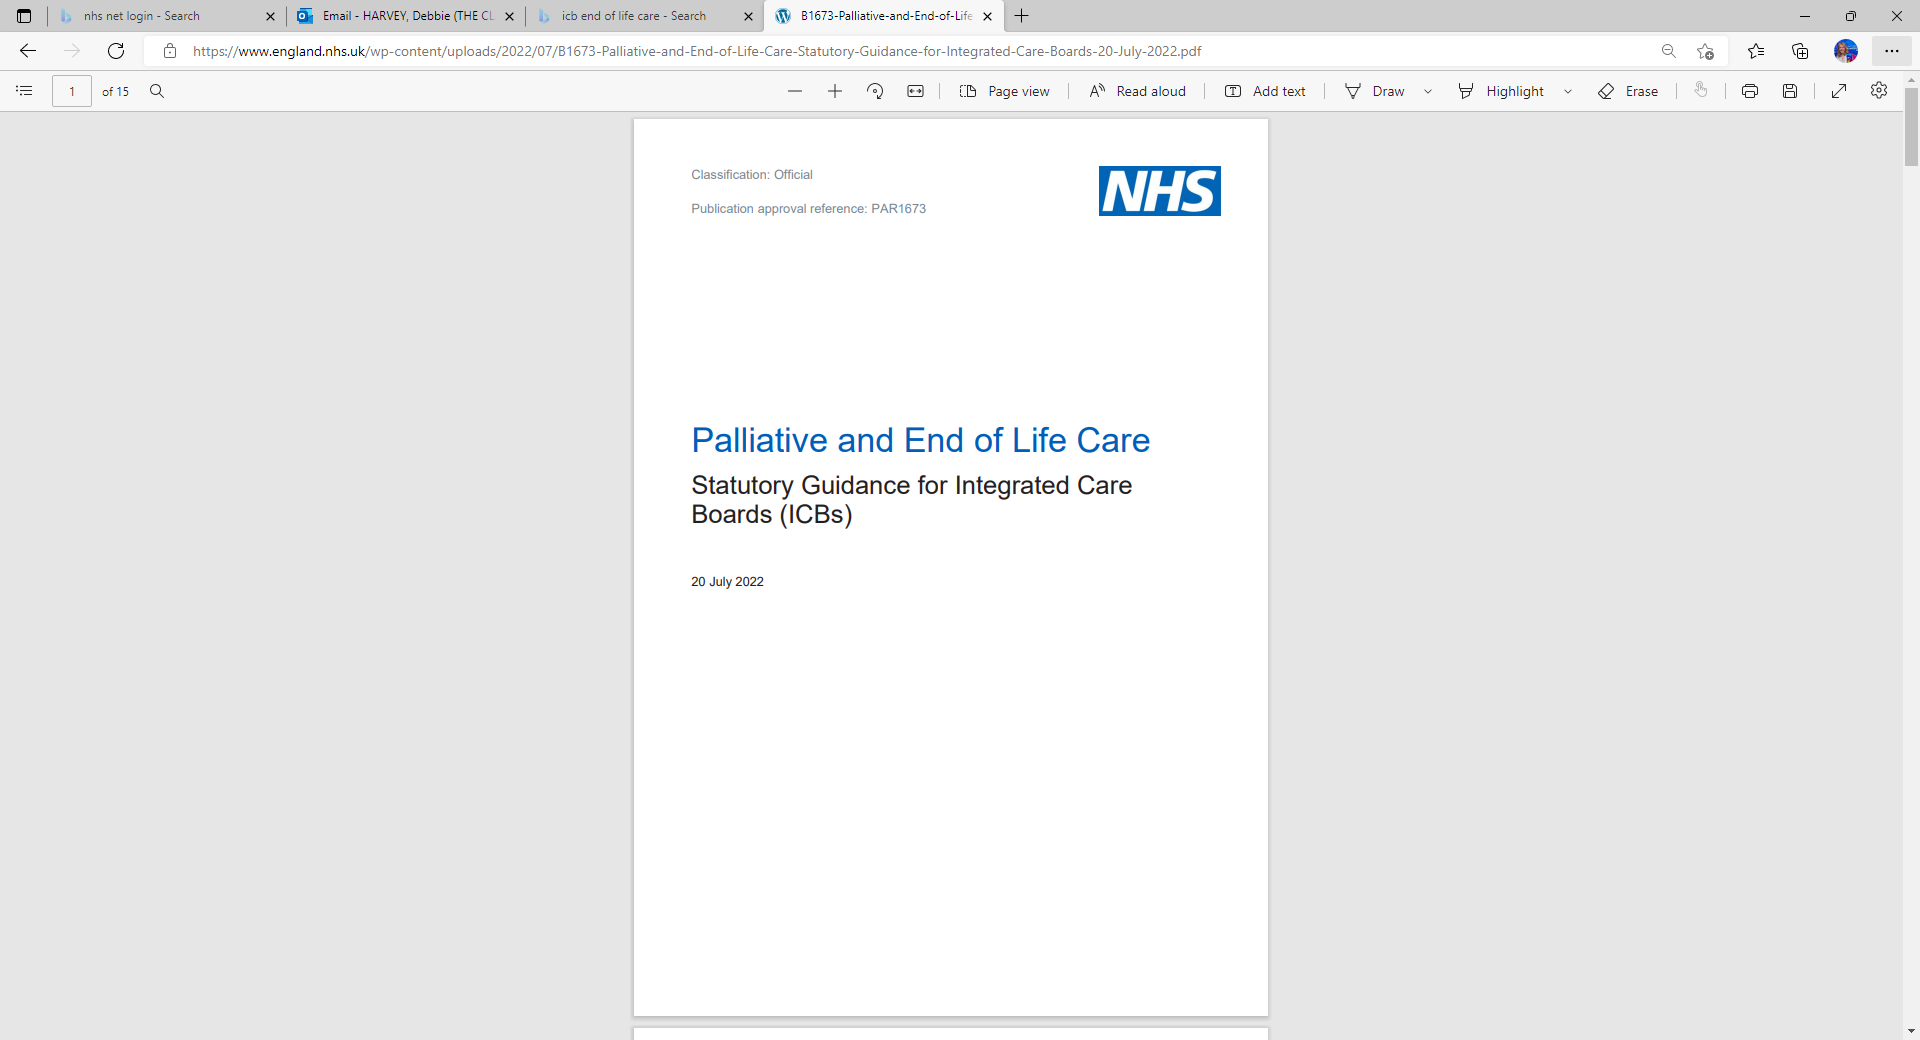 nhs net login - Search
Email - HARVEY, Debbie (THE CL
icb end of life care - Search
B1673-Palliative-and-End-of-Life
https://www.england.nhs.uk/wp-content/uploads/2022/07/B1673-Palliative-and-End-of-Life-Care-Statutory-Guidance-for-Integrated-Care-Boards-20-July-2022.pdf
1 of 15
Page view
Read aloud
Add text
Draw
Highlight
Erase
Classification: Official
NHS
Publication approval reference: PAR1673
Palliative and End of Life Care
Statutory Guidance for Integrated Care
Boards (ICBs)
20 July 2022